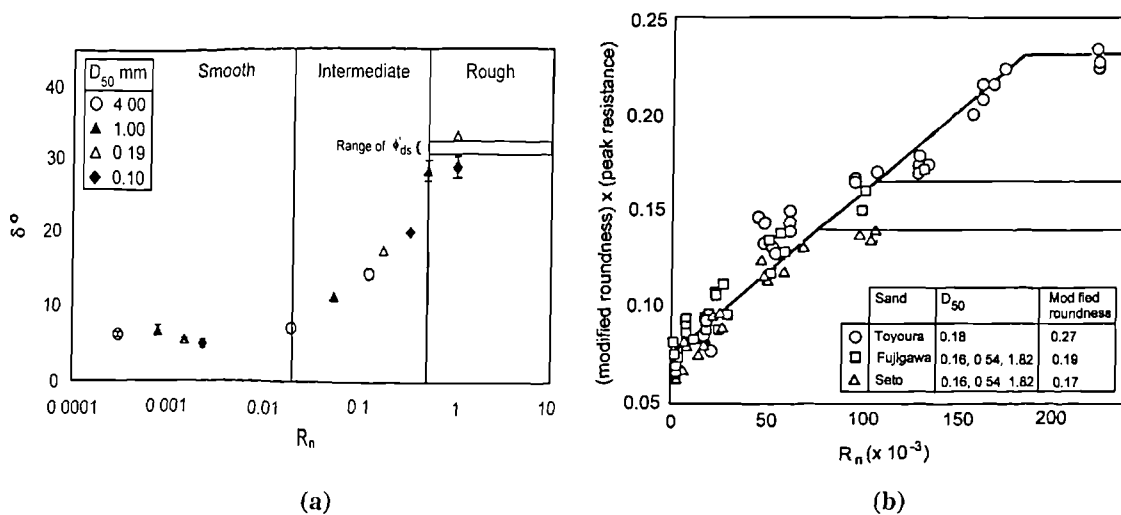 D50 mm
4 00
1.00
0 19
0.10
Smooth
Intermediate
Rough
Range of ϕ'ds {
40
30
20
10
0
δ°
0 0001
0 001
0.01
0.1
1
10
Rn
(a)
(modified roundness) x (peak resistance)
0.25
0.20
0.15
0.10
0.05
0
50
100
150
200
Rn (x 10-3)
Sand D50 Mod fied roundness
Toyoura 0.18 0.27
Fujigawa 0.16, 0 54, 1.82 0.19
Seto 0.16, 0 54, 1.82 0.17
(b)